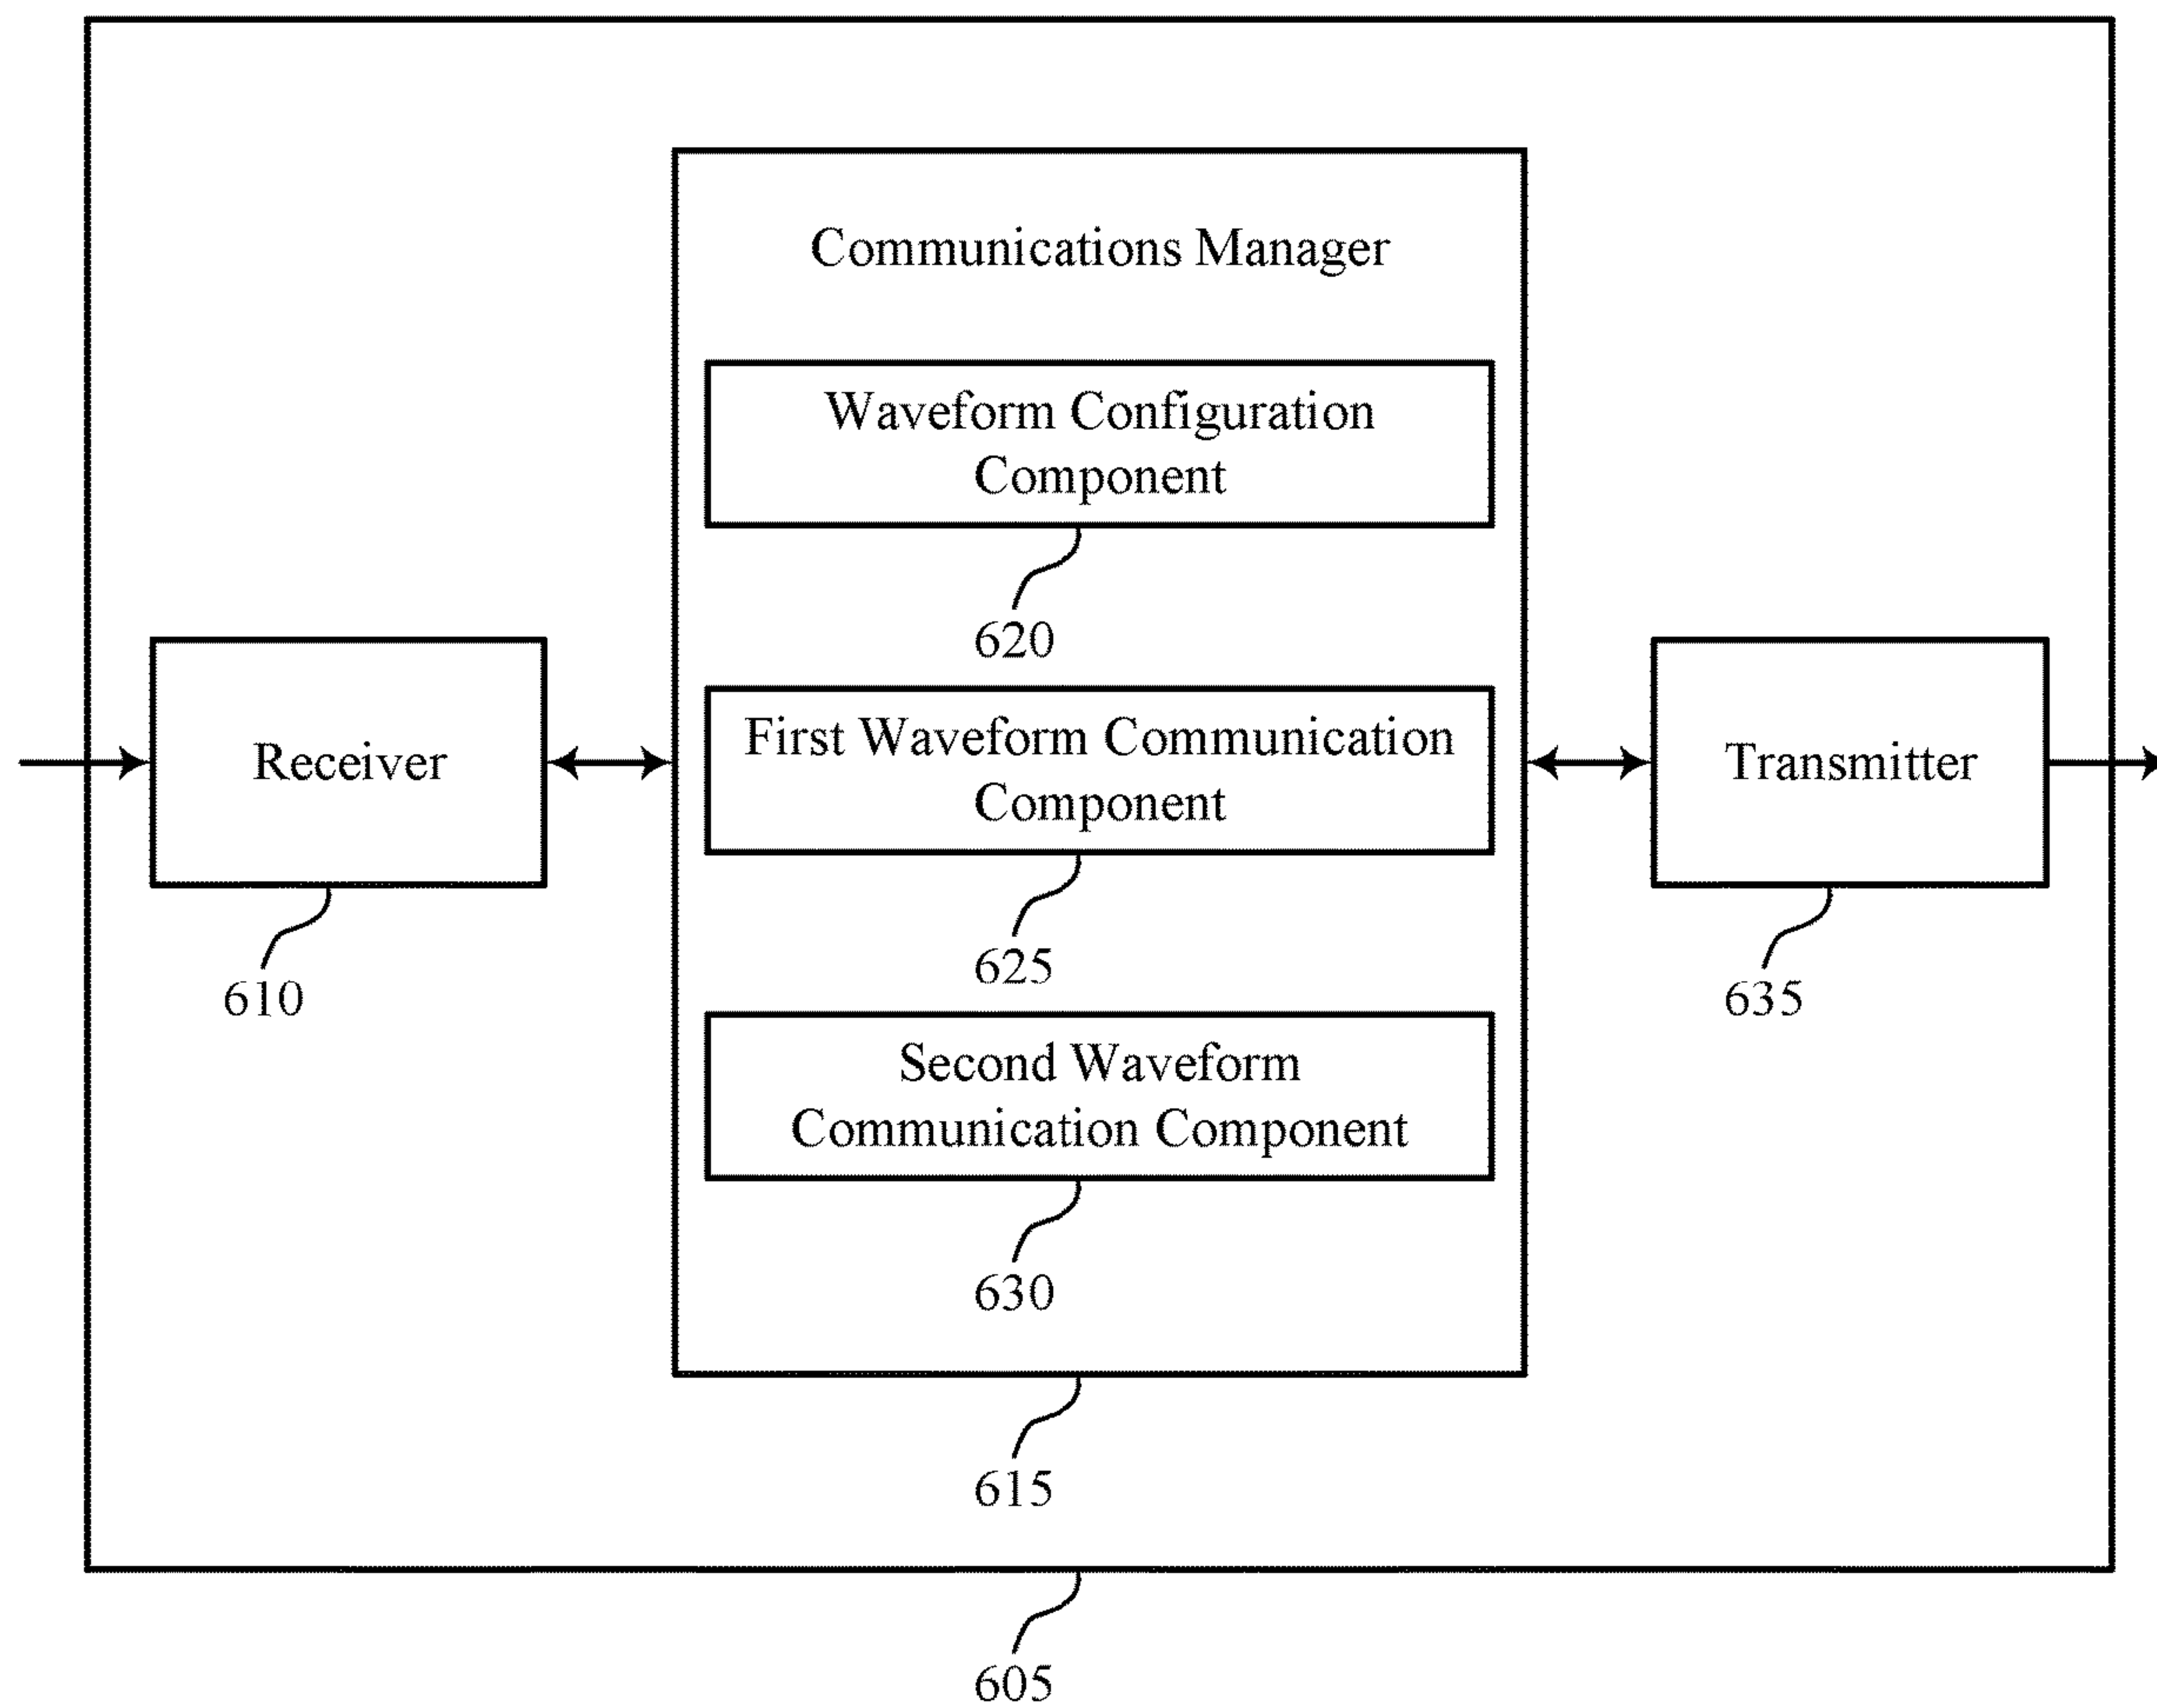 Communications Manager
Waveform Configuration
Component
620
Receiver
610
First Waveform Communication
Component
625
Transmitter
635
Second Waveform
Communication Component
630
615
605